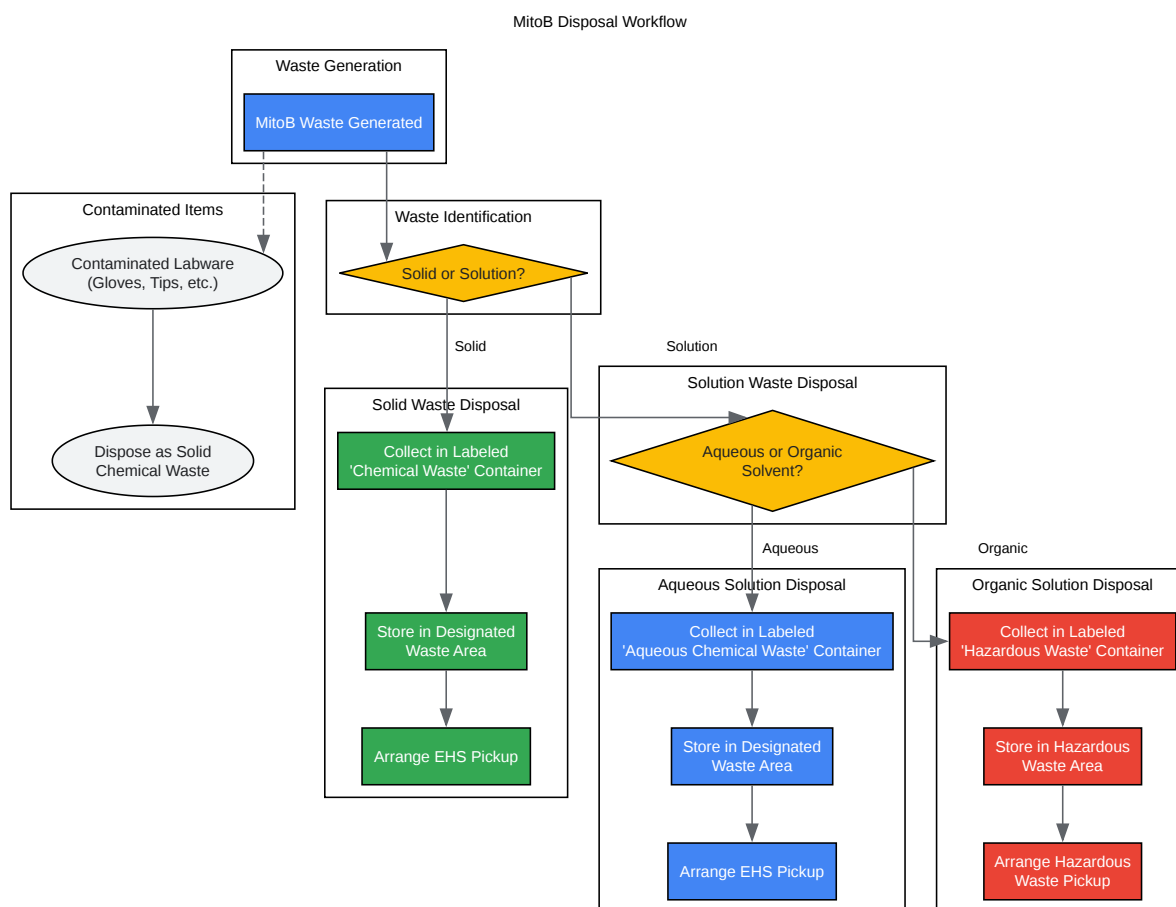 MitoB Disposal Workflow
Waste Generation
MitoB Waste Generated
Contaminated Items
Contaminated Labware
(Gloves, Tips, etc.)
Dispose as Solid
Chemical Waste
Waste Identification
Solid or Solution?
Solid
Solution
Solid Waste Disposal
Collect in Labeled
'Chemical Waste' Container
Store in Designated
Waste Area
Arrange EHS Pickup
Solution Waste Disposal
Aqueous or Organic
Solvent?
Aqueous
Organic
Aqueous Solution Disposal
Collect in Labeled
'Aqueous Chemical Waste' Container
Store in Designated
Waste Area
Arrange EHS Pickup
Organic Solution Disposal
Collect in Labeled
'Hazardous Waste' Container
Store in Hazardous
Waste Area
Arrange Hazardous
Waste Pickup